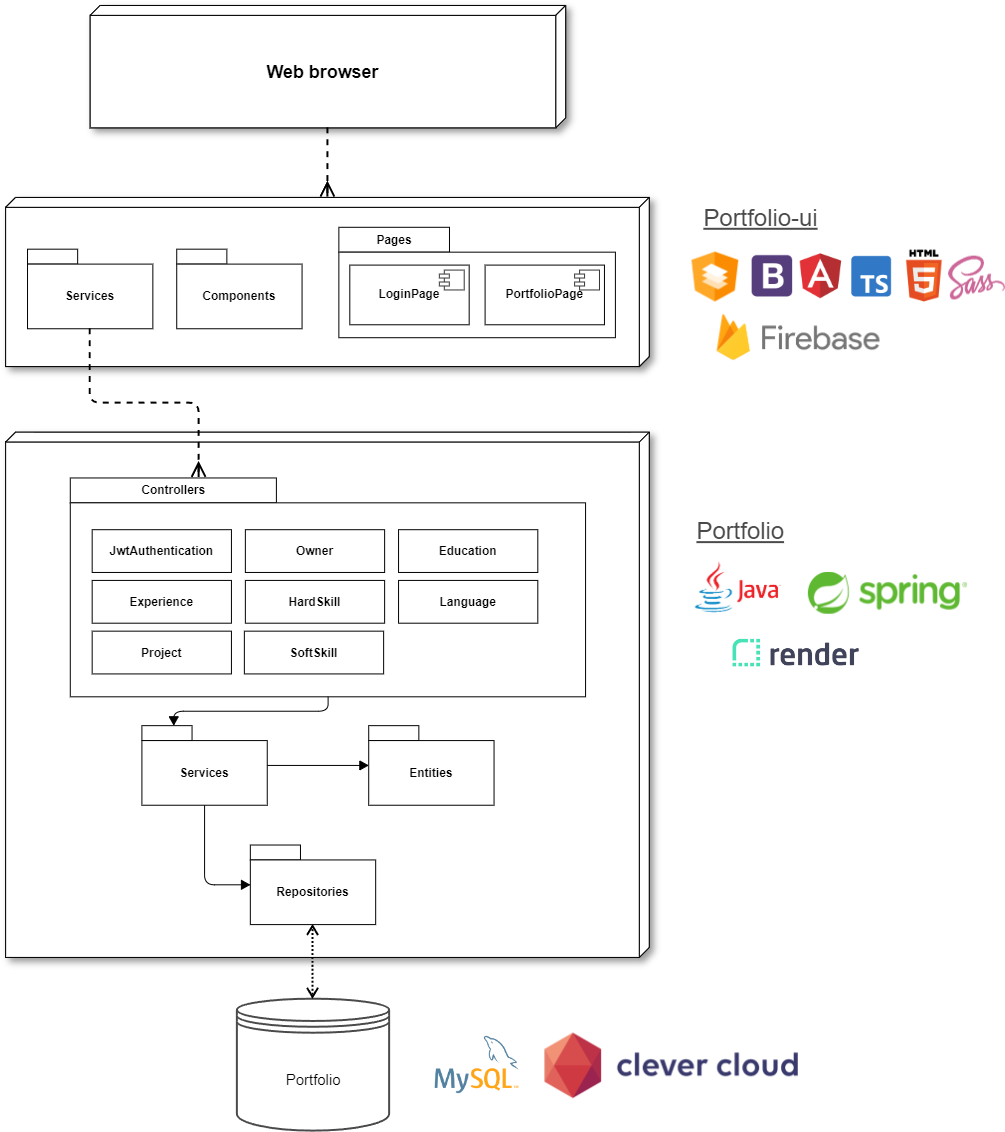 Web browser
Pages
Services
Components
LoginPage
PortfolioPage
Portfolio-ui
B
A
TS
HTML
5
Sass
Firebase
Controllers
JwtAuthentication
Owner
Education
Experience
HardSkill
Language
Project
SoftSkill
Portfolio
Java
spring
render
Services
Entities
Repositories
Portfolio
MySQL
clever cloud